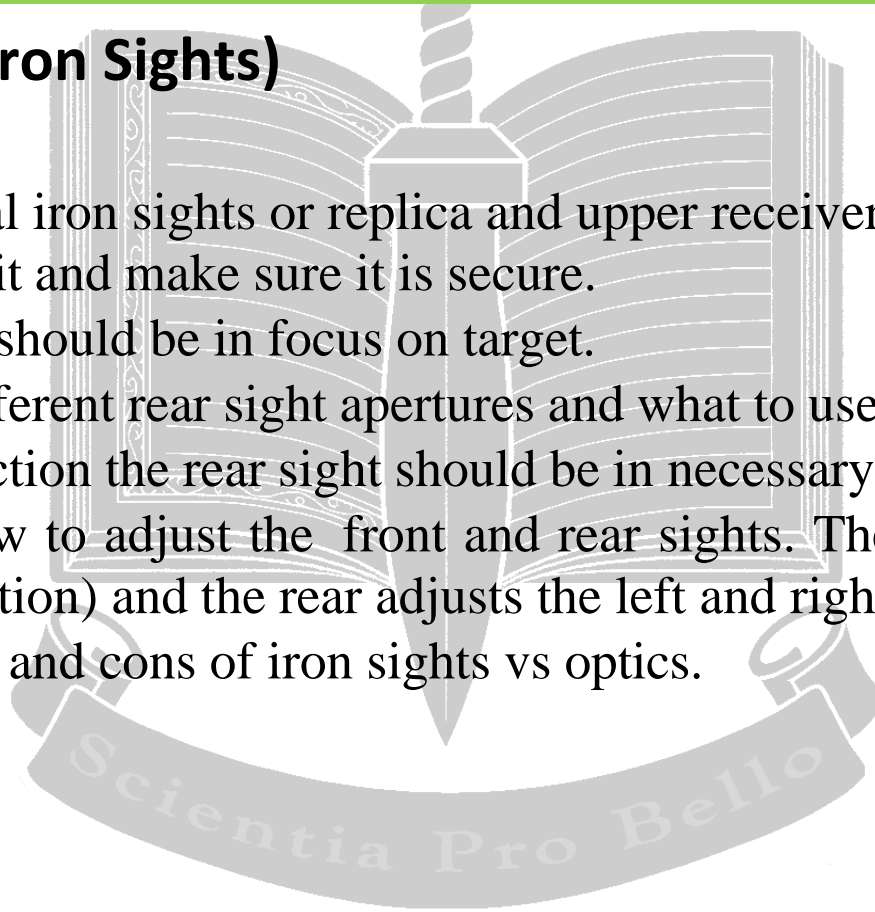 ron Sights)
al iron sights or replica and upper receiver
it and make sure it is secure.
should be in focus on target.
ferent rear sight apertures and what to use
ction the rear sight should be in necessary
w to adjust the front and rear sights. The
tion) and the rear adjusts the left and righ
and cons of iron sights vs optics.
Scientia Pro Bello